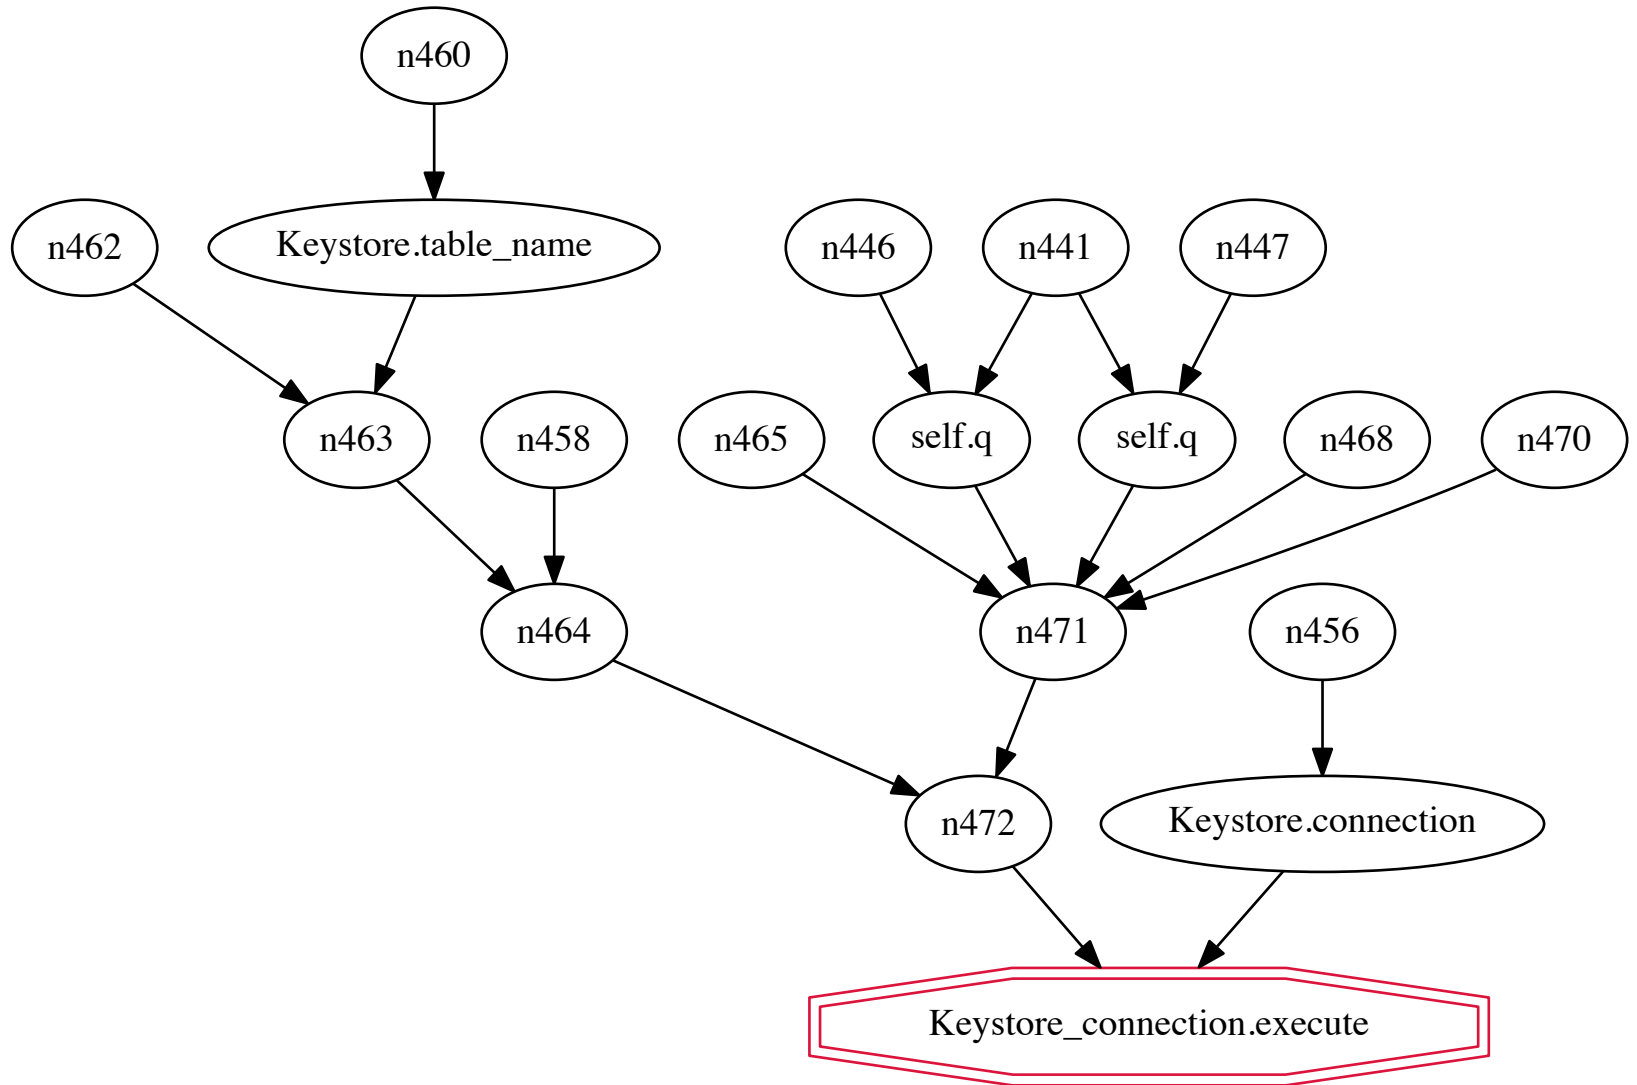 n460
n462
Keystore.table_name
n446
n441
n447
n463
n458
n465
self.q
self.q
n468
n470
n464
n471
n456
n472
Keystore.connection
Keystore_connection.execute